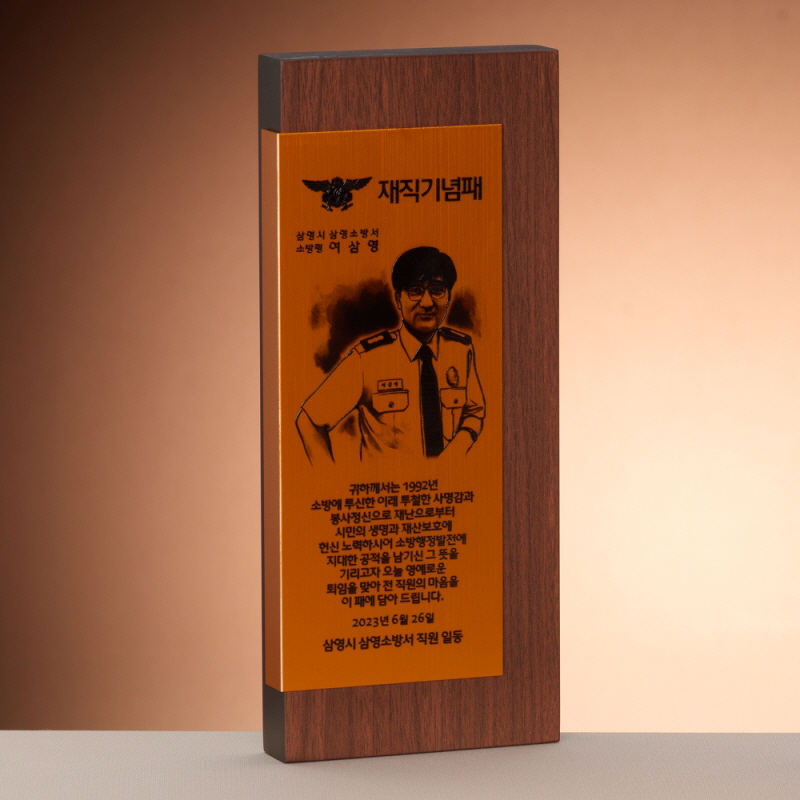 재직기념패
삼영시 삼영소방서
소방령 여 삼 영
귀하께서는 1992년
소방에 투신한 이래 투철한 사명감과
봉사정신으로 재난으로부터
시민의 생명과 재산보호에
헌신 노력하시어 소방행정발전에
지대한 공적을 남기신 그 뜻을
기리고자 오늘 영예로운
퇴임을 맞아 전 직원의 마음을
이 패에 담아 드립니다.
2023년 6월 26일
삼영시 삼영소방서 직원 일동